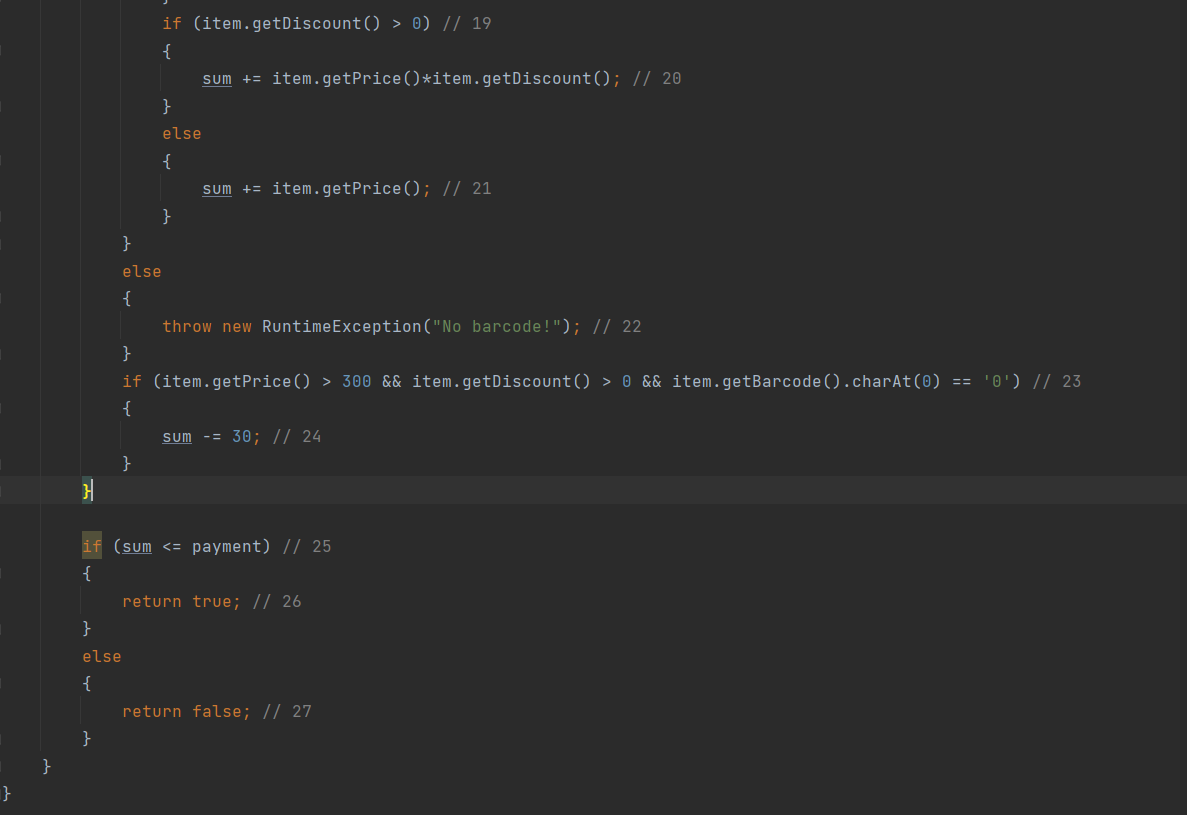 }
if (item.getDiscount() > 0) // 19
{
sum += item.getPrice()*item.getDiscount(); // 20
}
else
{
sum += item.getPrice(); // 21
}
}
else
{
throw new RuntimeException("No barcode!"); // 22
}
if (item.getPrice() > 300 && item.getDiscount() > 0 && item.getBarcode().charAt(0) == '0') // 23
{
sum -= 30; // 24
}
}
if (sum <= payment) // 25
{
return true; // 26
}
else
{
return false; // 27
}
}
}